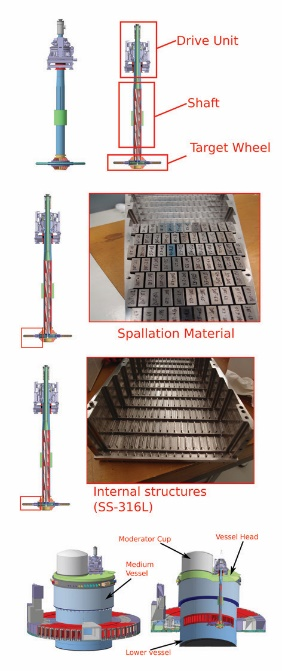 Drive Unit
Shaft
Target Wheel
Spallation Material
Internal structures
(SS-316L)
Moderator Cup
Vessel Head
Medium
Vessel
Lower vessel